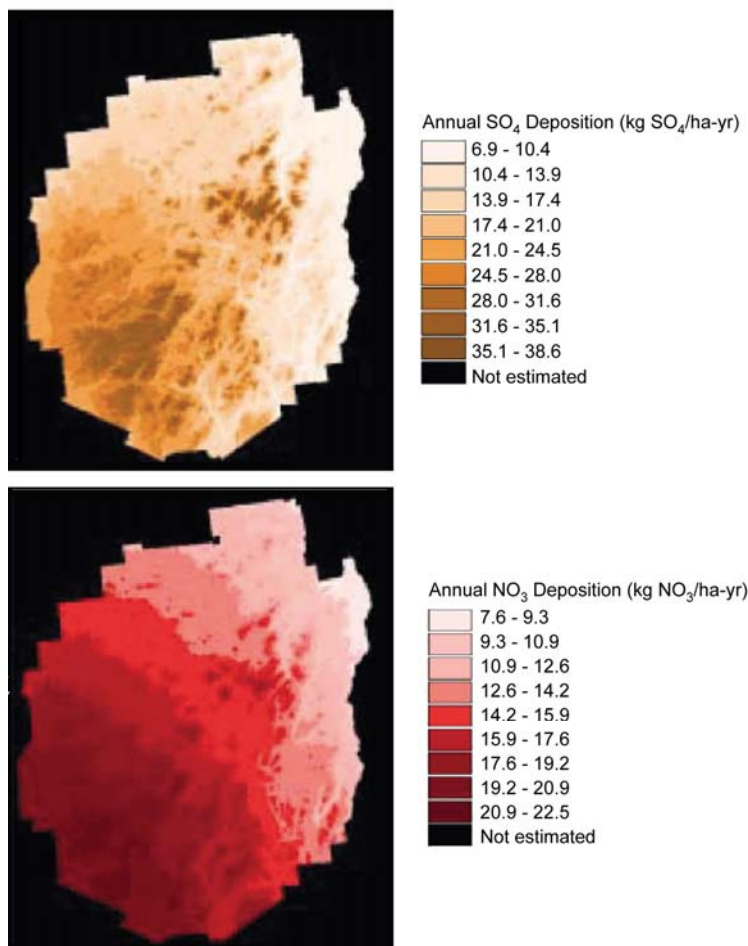 Annual SO₄ Deposition (kg SO₄/ha-yr)
6.9 - 10.4
10.4 - 13.9
13.9 - 17.4
17.4 - 21.0
21.0 - 24.5
24.5 - 28.0
28.0 - 31.6
31.6 - 35.1
35.1 - 38.6
Not estimated
Annual NO₃ Deposition (kg NO₃/ha-yr)
7.6 - 9.3
9.3 - 10.9
10.9 - 12.6
12.6 - 14.2
14.2 - 15.9
15.9 - 17.6
17.6 - 19.2
19.2 - 20.9
20.9 - 22.5
Not estimated